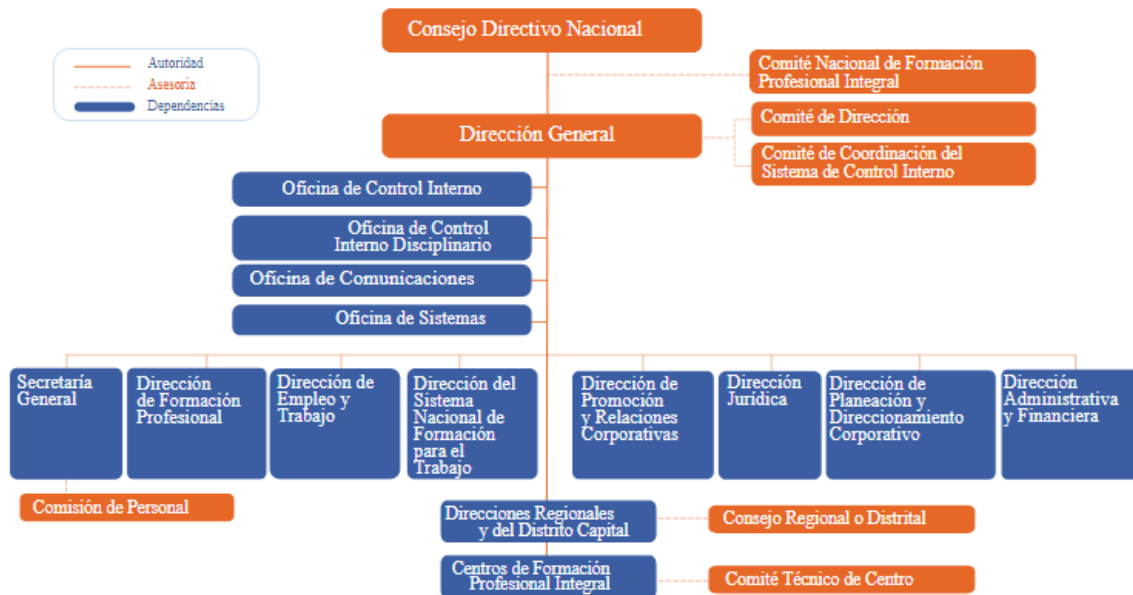 Consejo Directivo Nacional
Autoridad
Asesoría
Dependencias
Comité Nacional de Formación
Profesional Integral
Dirección General
Comité de Dirección
Comité de Coordinación del
Sistema de Control Interno
Oficina de Control Interno
Oficina de Control
Interno Disciplinario
Oficina de Comunicaciones
Oficina de Sistemas
Secretaría
General
Dirección
de Formación
Profesional
Dirección de
Empleo y
Trabajo
Dirección del
Sistema
Nacional de
Formación
para el
Trabajo
Dirección de
Promoción
y Relaciones
Corporativas
Dirección
Jurídica
Dirección de
Planeación y
Direccionamiento
Corporativo
Dirección
Administrativa
y Financiera
Comisión de Personal
Direcciones Regionales
y del Distrito Capital
Consejo Regional o Distrital
Centros de Formación
Profesional Integral
Comité Técnico de Centro